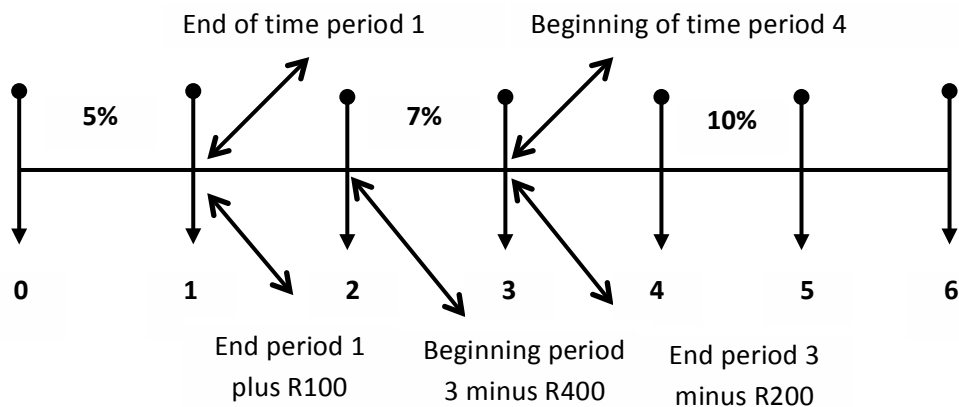 End of time period 1
Beginning of time period 4
5%
7%
10%
0
1
2
3
4
5
6
End period 1
plus R100
Beginning period
3 minus R400
End period 3
minus R200